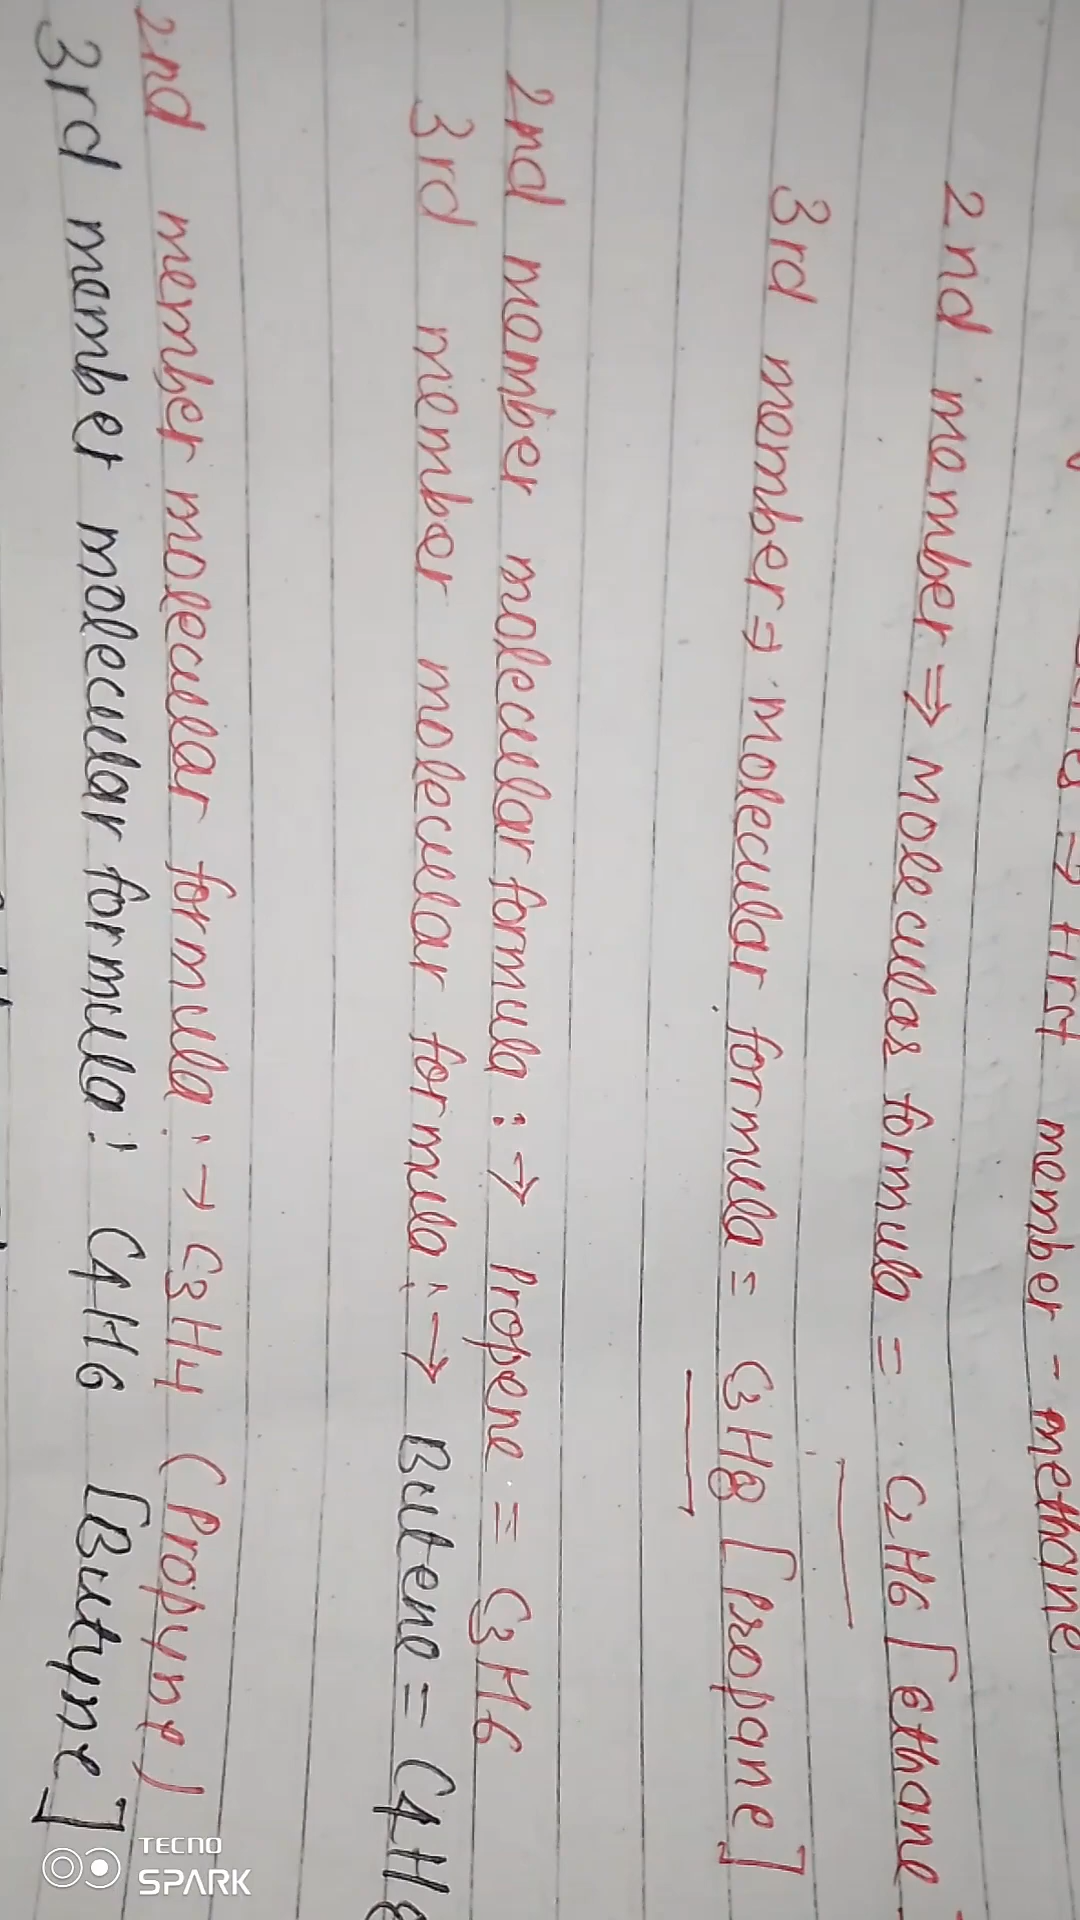 First member - methane
2nd member ⇒ Molecular formula = C2H6 [ethane
3rd member ⇒ molecular formula = C3H8 [Propane]
2nd member molecular formula :→ Propene = C3H6
3rd member molecular formula :→ Butene = C4H8
2nd member molecular formula :→ C3H4 (Propyne)
3rd member molecular formula : C4H6 [Butyne]
TECNO
SPARK